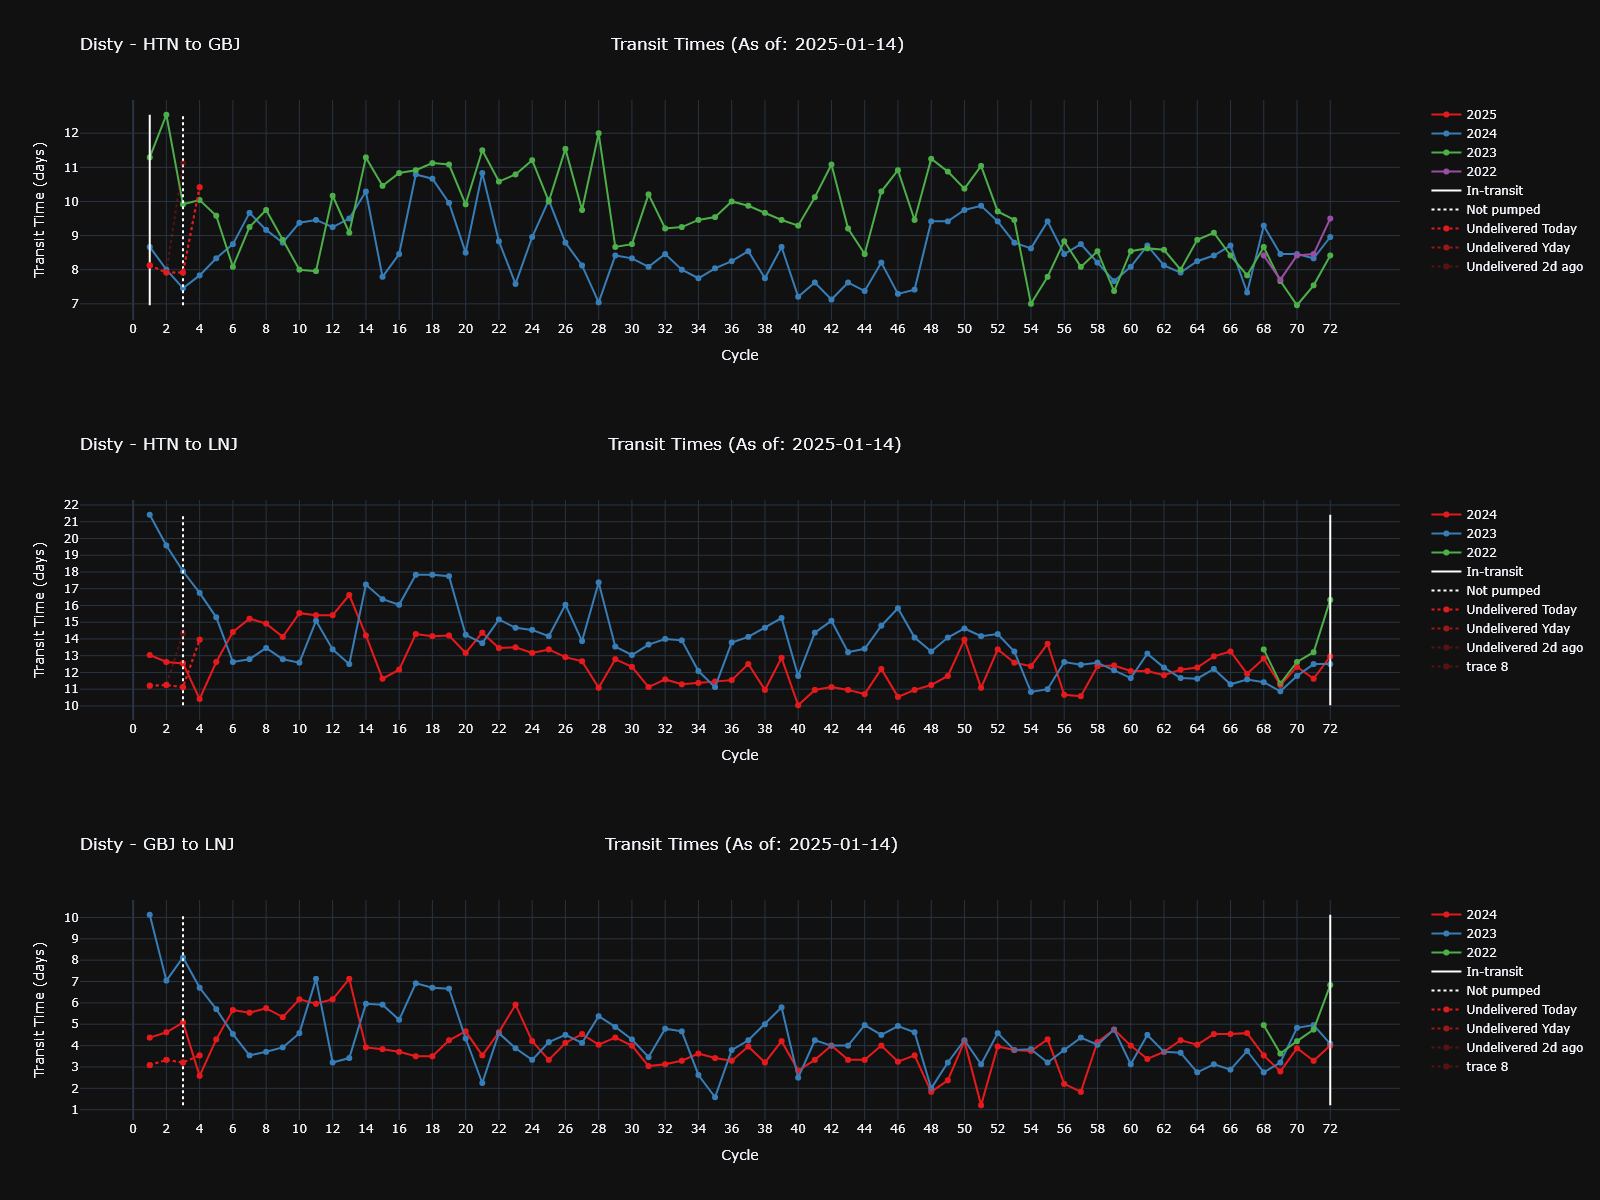 Disty - HTN to GBJ
Transit Times (As of: 2025-01-14)
Transit Time (days)
12
11
10
9
8
7
0 2 4 6 8 10 12 14 16 18 20 22 24 26 28 30 32 34 36 38 40 42 44 46 48 50 52 54 56 58 60 62 64 66 68 70 72
Cycle
2025
2024
2023
2022
In-transit
Not pumped
Undelivered Today
Undelivered Yday
Undelivered 2d ago
Disty - HTN to LNJ
Transit Times (As of: 2025-01-14)
Transit Time (days)
22
21
20
19
18
17
16
15
14
13
12
11
10
0 2 4 6 8 10 12 14 16 18 20 22 24 26 28 30 32 34 36 38 40 42 44 46 48 50 52 54 56 58 60 62 64 66 68 70 72
Cycle
2024
2023
2022
In-transit
Not pumped
Undelivered Today
Undelivered Yday
Undelivered 2d ago
trace 8
Disty - GBJ to LNJ
Transit Times (As of: 2025-01-14)
Transit Time (days)
10
9
8
7
6
5
4
3
2
1
0 2 4 6 8 10 12 14 16 18 20 22 24 26 28 30 32 34 36 38 40 42 44 46 48 50 52 54 56 58 60 62 64 66 68 70 72
Cycle
2024
2023
2022
In-transit
Not pumped
Undelivered Today
Undelivered Yday
Undelivered 2d ago
trace 8